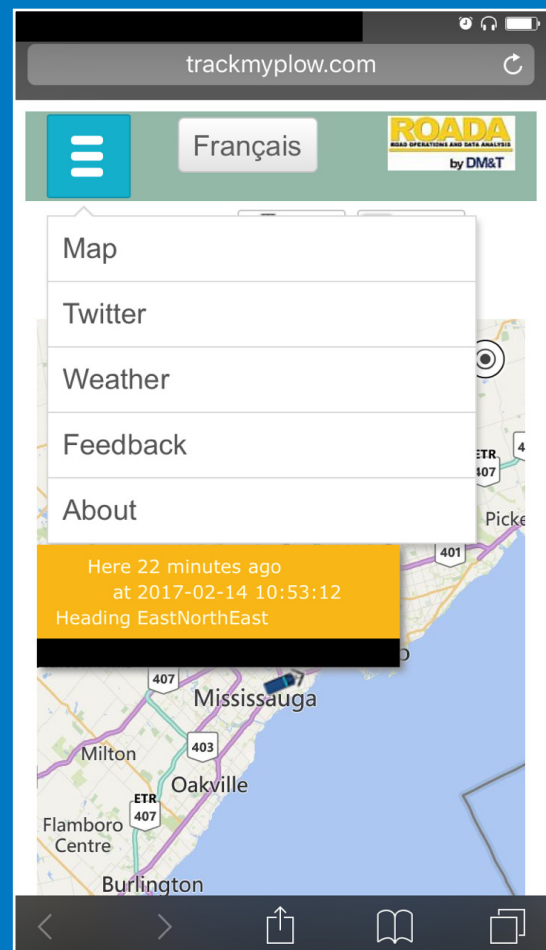 trackmyplow.com
Français
ROADA
ROAD OPERATIONS AND DATA ANALYSIS
by DM&T
Map
Twitter
Weather
Feedback
About
ETR
407
4
Picke
401
Here 22 minutes ago
at 2017-02-14 10:53:12
Heading EastNorthEast
o
407
Mississauga
403
Milton
Oakville
ETR
407
Flamboro
Centre
Burlington